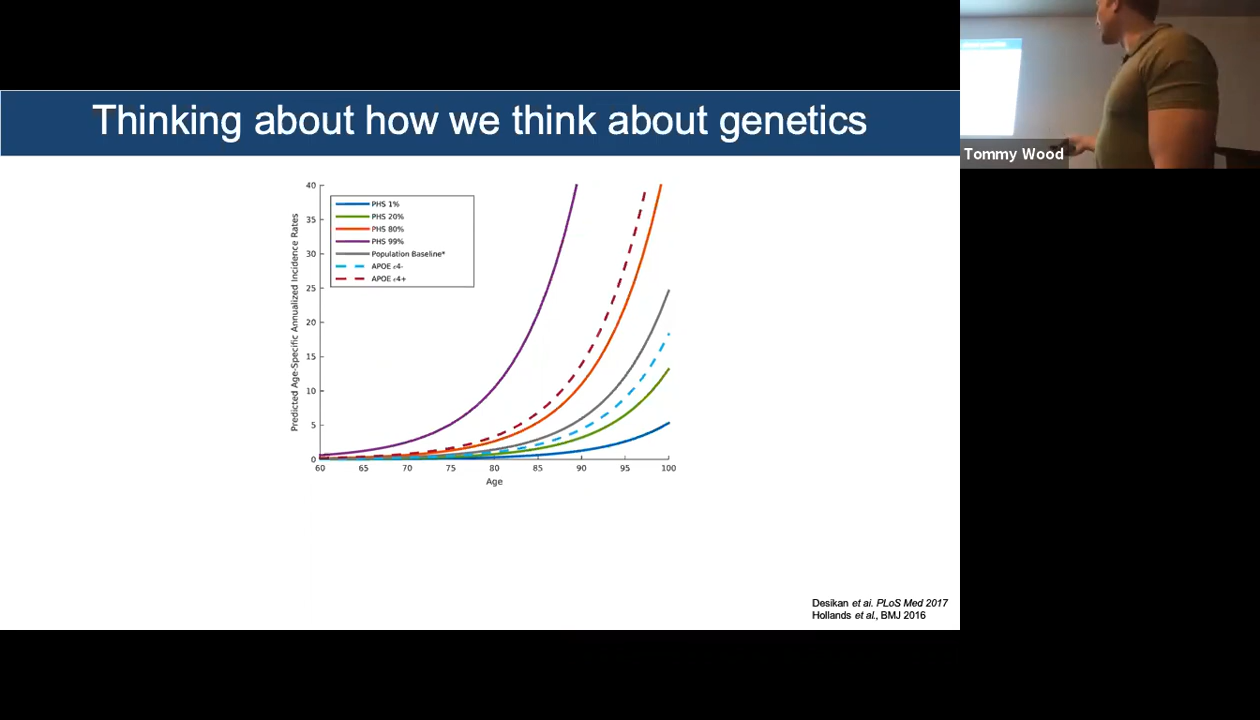 Thinking about how we think about genetics
Tommy Wood
Predicted Age-Specific Annualized Incidence Rates
40
35
30
25
20
15
10
5
0
PHS 1%
PHS 20%
PHS 80%
PHS 99%
Population Baseline*
APOE ε4-
APOE ε4+
60 65 70 75 80 85 90 95 100
Age
Desikan et al. PLoS Med 2017
Hollands et al., BMJ 2016